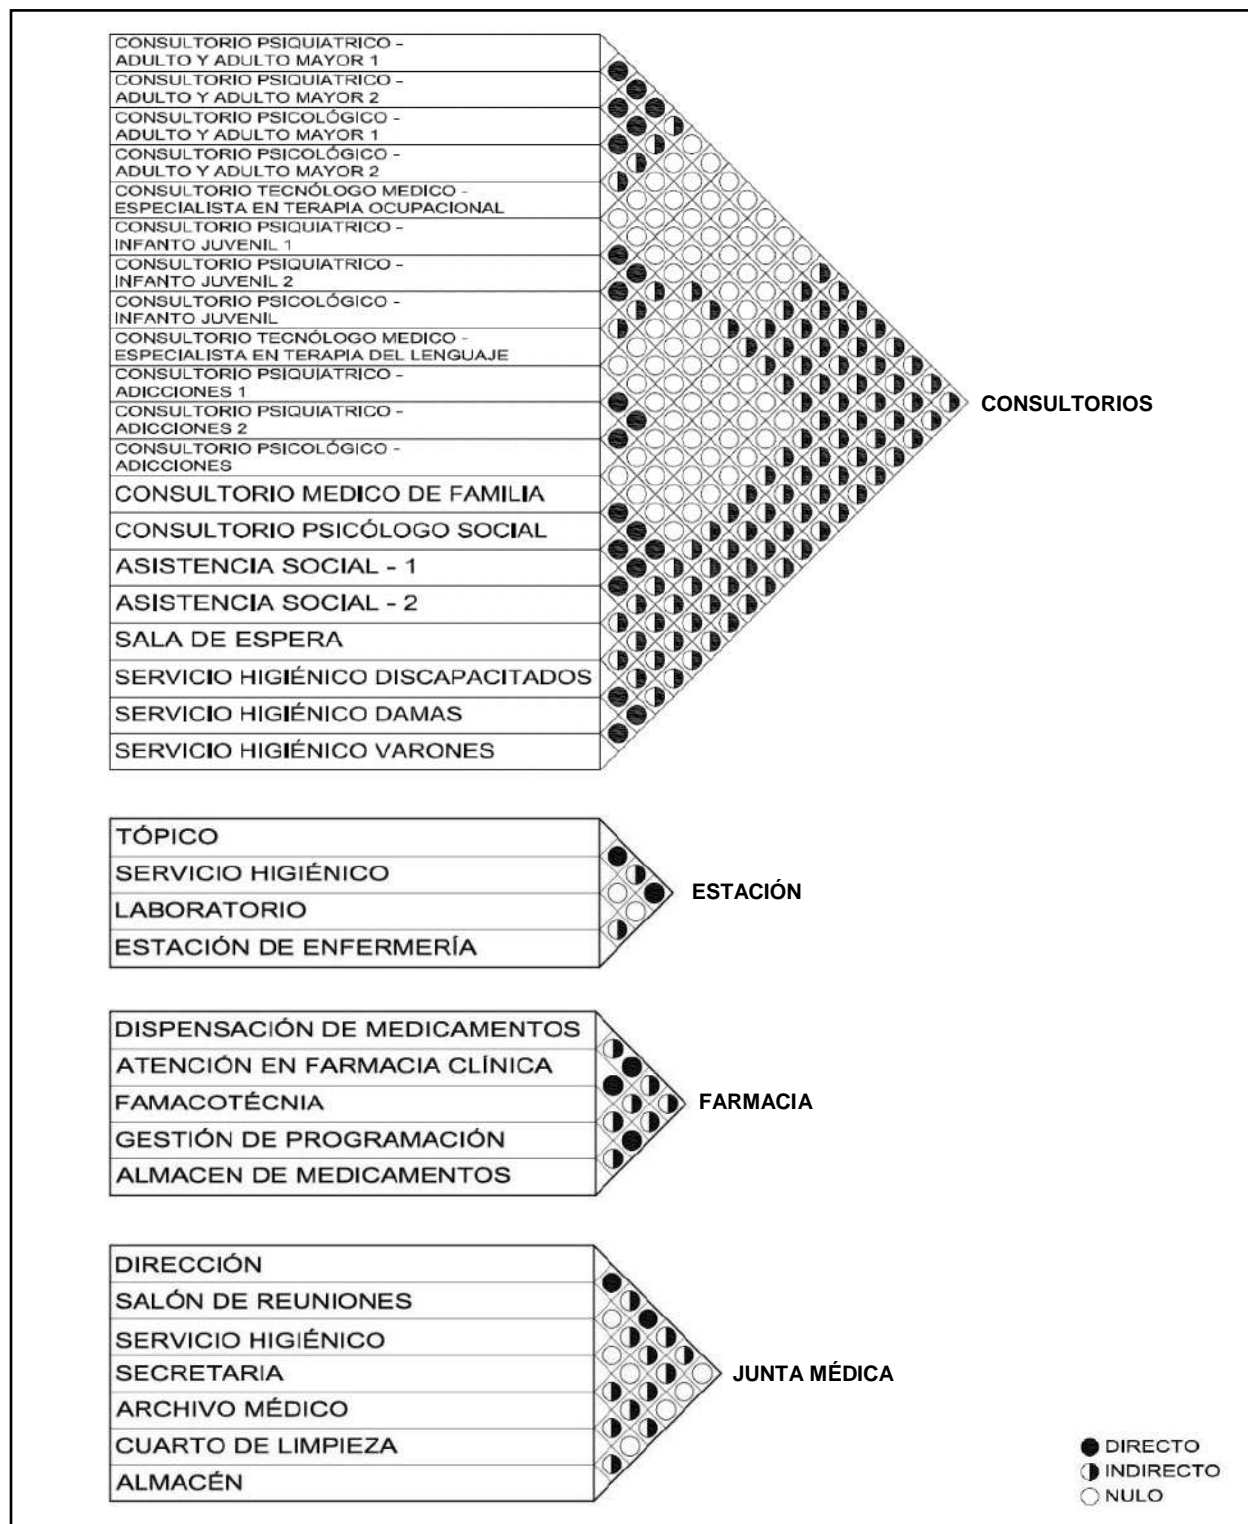 CONSULTORIO PSIQUIATRICO -
ADULTO Y ADULTO MAYOR 1
CONSULTORIO PSIQUIATRICO -
ADULTO Y ADULTO MAYOR 2
CONSULTORIO PSICOLÓGICO -
ADULTO Y ADULTO MAYOR 1
CONSULTORIO PSICOLÓGICO -
ADULTO Y ADULTO MAYOR 2
CONSULTORIO TECNÓLOGO MEDICO -
ESPECIALISTA EN TERAPIA OCUPACIONAL
CONSULTORIO PSIQUIATRICO -
INFANTO JUVENIL 1
CONSULTORIO PSIQUIATRICO -
INFANTO JUVENIL 2
CONSULTORIO PSICOLÓGICO -
INFANTO JUVENIL
CONSULTORIO TECNÓLOGO MEDICO -
ESPECIALISTA EN TERAPIA DEL LENGUAJE
CONSULTORIO PSIQUIATRICO -
ADICCIONES 1
CONSULTORIO PSIQUIATRICO -
ADICCIONES 2
CONSULTORIO PSICOLÓGICO -
ADICCIONES
CONSULTORIO MEDICO DE FAMILIA
CONSULTORIO PSICÓLOGO SOCIAL
ASISTENCIA SOCIAL - 1
ASISTENCIA SOCIAL - 2
SALA DE ESPERA
SERVICIO HIGIÉNICO DISCAPACITADOS
SERVICIO HIGIÉNICO DAMAS
SERVICIO HIGIÉNICO VARONES
CONSULTORIOS
TÓPICO
SERVICIO HIGIÉNICO
LABORATORIO
ESTACIÓN DE ENFERMERÍA
ESTACIÓN
DISPENSACIÓN DE MEDICAMENTOS
ATENCIÓN EN FARMACIA CLÍNICA
FAMACOTÉCNIA
GESTIÓN DE PROGRAMACIÓN
ALMACEN DE MEDICAMENTOS
FARMACIA
DIRECCIÓN
SALÓN DE REUNIONES
SERVICIO HIGIÉNICO
SECRETARIA
ARCHIVO MÉDICO
CUARTO DE LIMPIEZA
ALMACÉN
JUNTA MÉDICA
DIRECTO
INDIRECTO
NULO